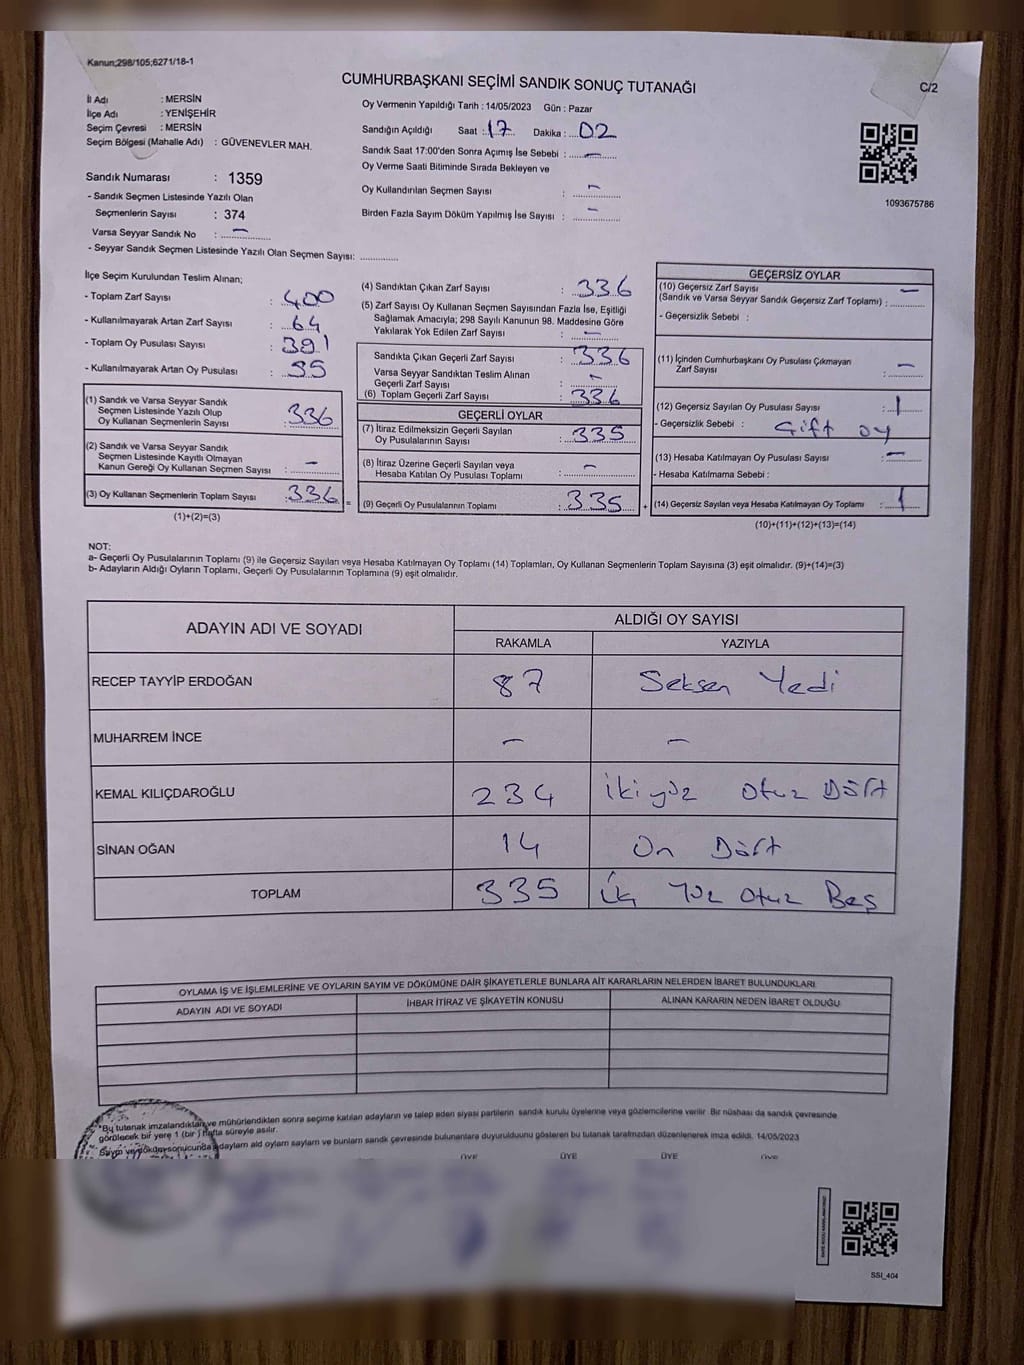 Kanun;298/105;6271/18-1
CUMHURBAŞKANI SEÇİMİ SANDIK SONUÇ TUTANAĞI
C/2
İl Adı : MERSİN
İlçe Adı : YENİŞEHİR
Seçim Çevresi : MERSİN
Seçim Bölgesi (Mahalle Adı) : GÜVENEVLER MAH.
Oy Vermenin Yapıldığı Tarih : 14/05/2023 Gün : Pazar
Sandığın Açıldığı Saat : 17 Dakika : 02
Sandık Saat 17:00'den Sonra Açımış İse Sebebi : –
Oy Verme Saati Bitiminde Sırada Bekleyen ve
Oy Kullandırılan Seçmen Sayısı : –
Birden Fazla Sayım Döküm Yapılmış İse Sayısı : –
1093675786
Sandık Numarası : 1359
- Sandık Seçmen Listesinde Yazılı Olan
Seçmenlerin Sayısı : 374
Varsa Seyyar Sandık No : –
- Seyyar Sandık Seçmen Listesinde Yazılı Olan Seçmen Sayısı:
İlçe Seçim Kurulundan Teslim Alınan;
- Toplam Zarf Sayısı : 400
- Kullanılmayarak Artan Zarf Sayısı : 64
- Toplam Oy Pusulası Sayısı : 391
- Kullanılmayarak Artan Oy Pusulası : 55
(1) Sandık ve Varsa Seyyar Sandık
Seçmen Listesinde Yazılı Olup
Oy Kullanan Seçmenlerin Sayısı : 336
(2) Sandık ve Varsa Seyyar Sandık
Seçmen Listesinde Kayıtlı Olmayan
Kanun Gereği Oy Kullanan Seçmen Sayısı : –
(3) Oy Kullanan Seçmenlerin Toplam Sayısı : 336 =
(1)+(2)=(3)
(4) Sandıktan Çıkan Zarf Sayısı : 336
(5) Zarf Sayısı Oy Kullanan Seçmen Sayısından Fazla İse, Eşitliği
Sağlamak Amacıyla; 298 Sayılı Kanunun 98. Maddesine Göre
Yakılarak Yok Edilen Zarf Sayısı : –
Sandıkta Çıkan Geçerli Zarf Sayısı : 336
Varsa Seyyar Sandıktan Teslim Alınan
Geçerli Zarf Sayısı : –
(6) Toplam Geçerli Zarf Sayısı : 336
GEÇERLİ OYLAR
(7) İtiraz Edilmeksizin Geçerli Sayılan
Oy Pusulalarının Sayısı : 335
(8) İtiraz Üzerine Geçerli Sayılan veya
Hesaba Katılan Oy Pusulası Toplamı : –
(9) Geçerli Oy Pusulalarının Toplamı : 335 +
GEÇERSİZ OYLAR
(10) Geçersiz Zarf Sayısı –
(Sandık ve Varsa Seyyar Sandık Geçersiz Zarf Toplamı) :
- Geçersizlik Sebebi :
(11) İçinden Cumhurbaşkanı Oy Pusulası Çıkmayan
Zarf Sayısı : –
(12) Geçersiz Sayılan Oy Pusulası Sayısı : 1
- Geçersizlik Sebebi : Gift oy
(13) Hesaba Katılmayan Oy Pusulası Sayısı : –
- Hesaba Katılmama Sebebi :
(14) Geçersiz Sayılan veya Hesaba Katılmayan Oy Toplamı : 1
(10)+(11)+(12)+(13)=(14)
NOT:
a- Geçerli Oy Pusulalarının Toplamı (9) ile Geçersiz Sayılan veya Hesaba Katılmayan Oy Toplamı (14) Toplamları, Oy Kullanan Seçmenlerin Toplam Sayısına (3) eşit olmalıdır. (9)+(14)=(3)
b- Adayların Aldığı Oyların Toplamı, Geçerli Oy Pusulalarının Toplamına (9) eşit olmalıdır.
ADAYIN ADI VE SOYADI
ALDIĞI OY SAYISI
RAKAMLA YAZIYLA
RECEP TAYYİP ERDOĞAN 87 Seksen Yedi
MUHARREM İNCE – –
KEMAL KILIÇDAROĞLU 234 iki yüz otuz Dört
SİNAN OĞAN 14 On Dört
TOPLAM 335 İki Yüz Otuz Beş
OYLAMA İŞ VE İŞLEMLERİNE VE OYLARIN SAYIM VE DÖKÜMÜNE DAİR ŞİKAYETLERLE BUNLARA AİT KARARLARIN NELERDEN İBARET BULUNDUKLARI
ADAYIN ADI VE SOYADI
İHBAR İTİRAZ VE ŞİKAYETİN KONUSU
ALINAN KARARIN NEDEN İBARET OLDUĞU
"Bu tutanak imzalandıktan ve mühürlendikten sonra seçime katılan adayların ve talep eden siyasi partilerin sandık kurulu üyelerine veya gözlemcilerine verilir. Bir nüshası da sandık çevresinde
görülecek bir yere 1 (bir) hafta süreyle asılır.
Sayım ve döküm sonucunda adayların aldı oyların sayların ve bunların sandık çevresinde bulunanlara duyurulduunu gösteren bu tutanak tarafımızdan düzenlenerek imza edildi. 14/05/2023
ÜYE ÜYE ÜYE ÜYE
SSI_404